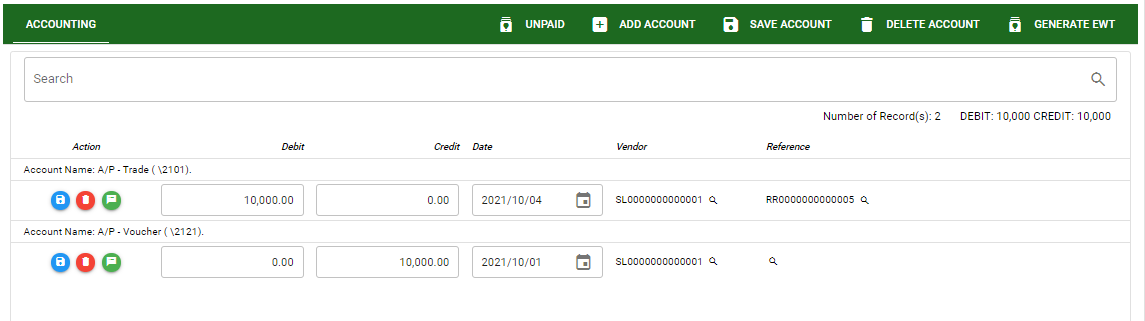 ACCOUNTING UNPAID ADD ACCOUNT SAVE ACCOUNT DELETE ACCOUNT GENERATE EWT
Search
Number of Record(s): 2 DEBIT: 10,000 CREDIT: 10,000
Action Debit Credit Date Vendor Reference
Account Name: A/P - Trade ( \2101).
10,000.00 0.00 2021/10/04 SL0000000000001 RR0000000000005
Account Name: A/P - Voucher ( \2121).
0.00 10,000.00 2021/10/01 SL0000000000001